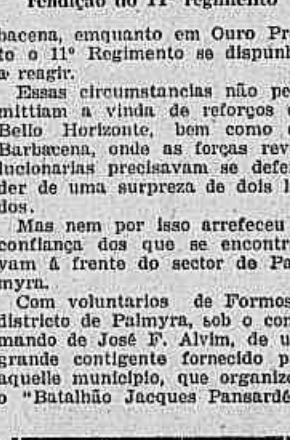 rendição do 11º regimento
bacena, emquanto em Ouro Pre
to o 11º Regimento se dispunh
a reagir.
Essas circumstancias não pe
mittiam a vinda de reforços d
Bello Horizonte, bem como d
Barbacena, onde as forças rev
lucionarias precisavam se defe
der de uma surpreza de dois l
dos.
Mas nem por isso arrefeceu
confiança dos que se encontr
vam á frente do sector de Pa
myra.
Com voluntarios de Formos
districto de Palmyra, sob o co
mando de José F. Alvim, de u
grande contigente fornecido p
aquelle municipio, que organiz
o "Batalhão Jacques Pansardé